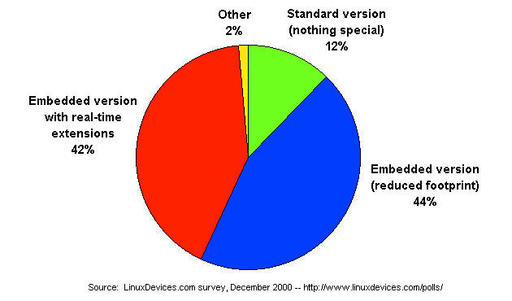 Other
2%
Standard version
(nothing special)
12%
Embedded version
with real-time
extensions
42%
Embedded version
(reduced footprint)
44%
Source:  LinuxDevices.com survey, December 2000 -- http://www.linuxdevices.com/polls/